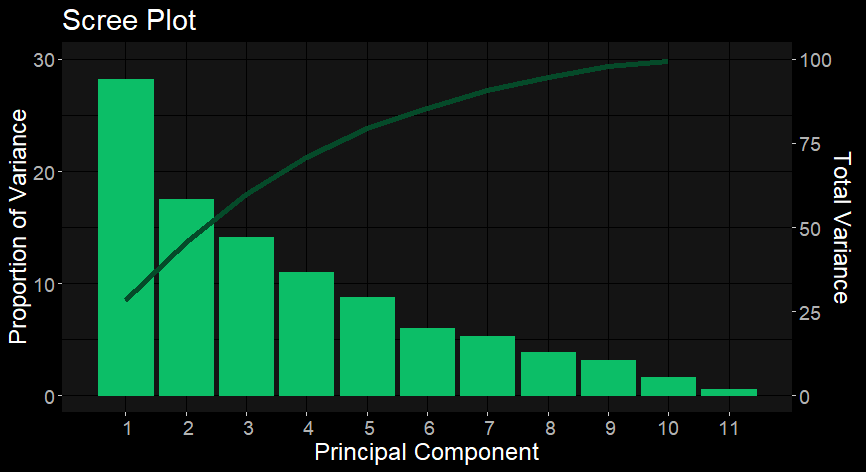 Scree Plot
Proportion of Variance
30
20
10
0
100
75
50
25
0
Total Variance
1 2 3 4 5 6 7 8 9 10 11
Principal Component